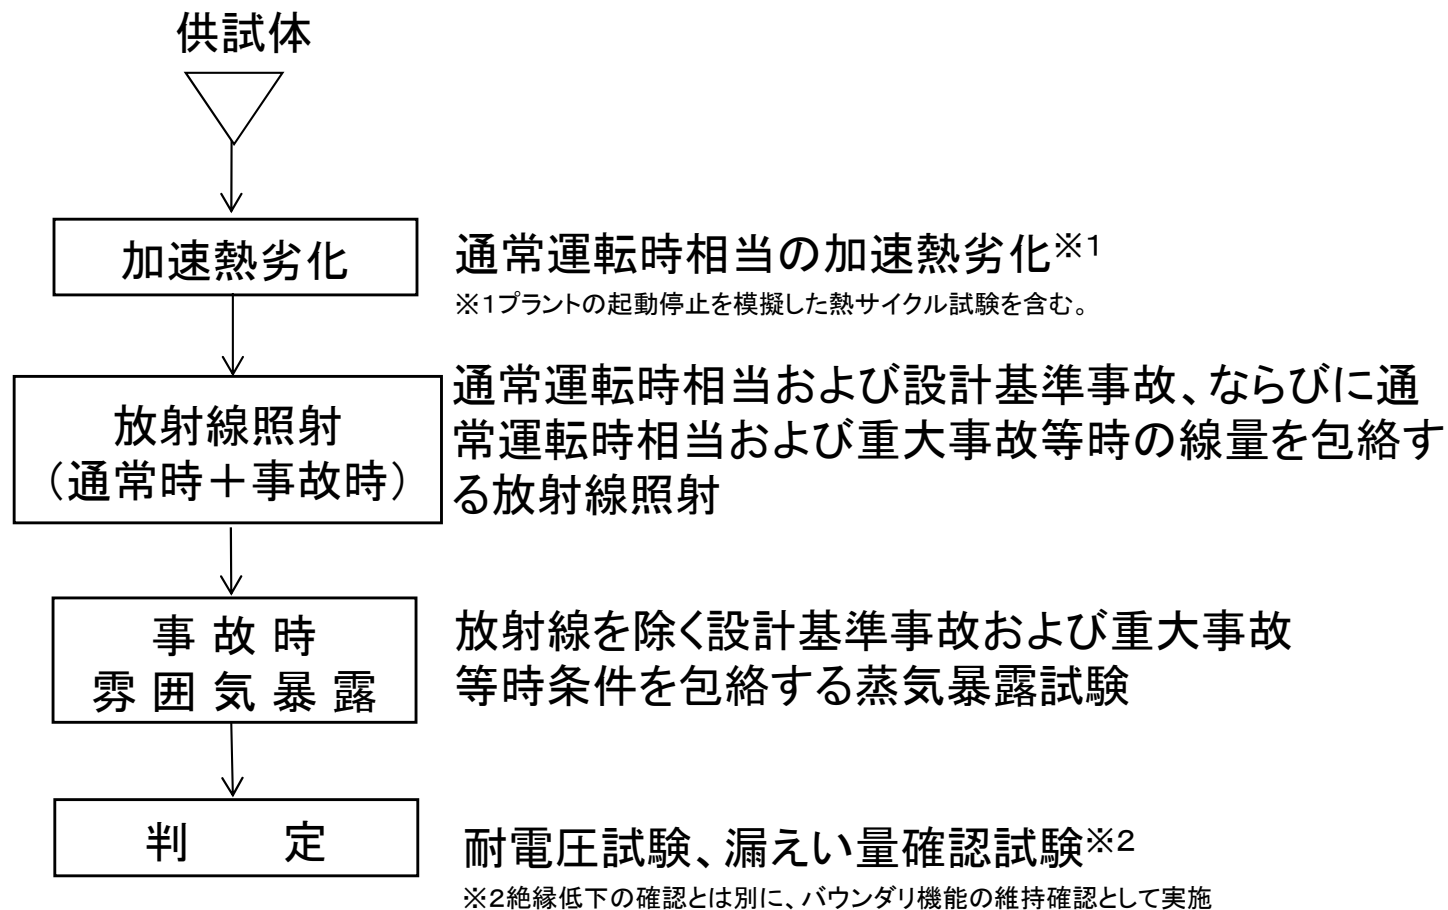 供試体
加速熱劣化
通常運転時相当の加速熱劣化※1
※1プラントの起動停止を模擬した熱サイクル試験を含む。
放射線照射
（通常時＋事故時）
通常運転時相当および設計基準事故、ならびに通
常運転時相当および重大事故等時の線量を包絡す
る放射線照射
事 故 時
雰 囲 気 暴 露
放射線を除く設計基準事故および重大事故
等時条件を包絡する蒸気暴露試験
判　　定
耐電圧試験、漏えい量確認試験※2
※2絶縁低下の確認とは別に、バウンダリ機能の維持確認として実施